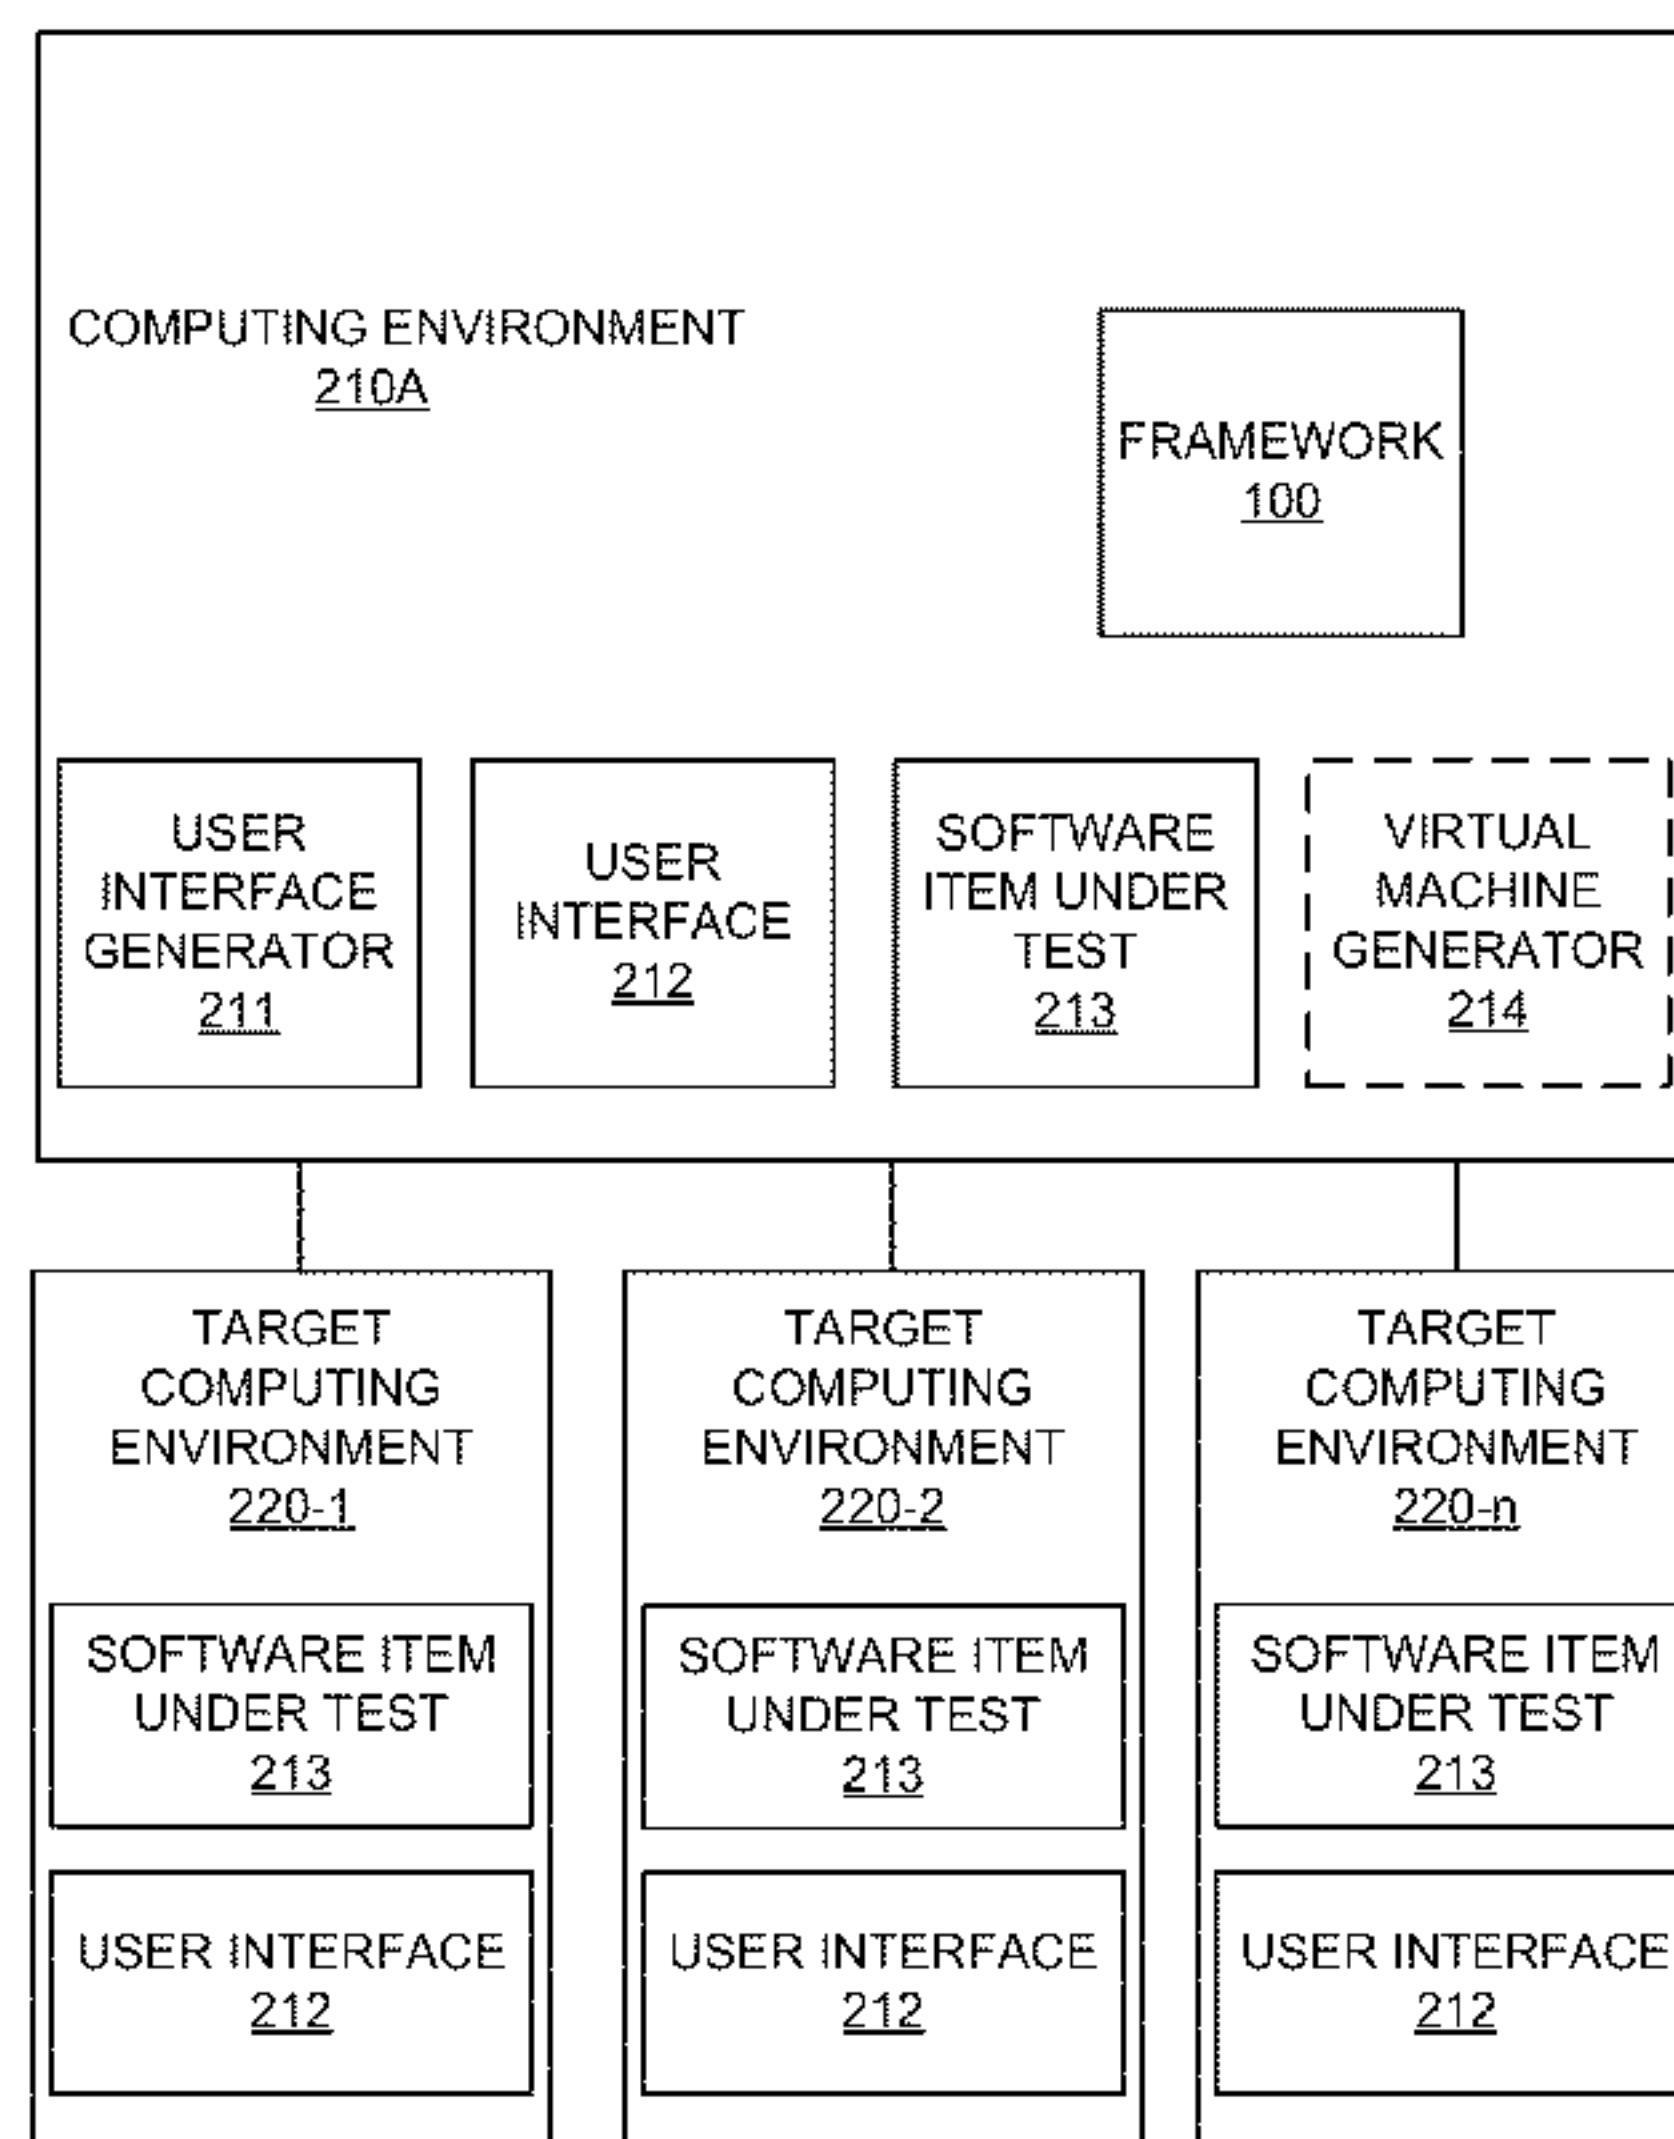 COMPUTING ENVIRONMENT
210A
FRAMEWORK
100
USER
INTERFACE
GENERATOR
211
USER
INTERFACE
212
SOFTWARE
ITEM UNDER
TEST
213
VIRTUAL
MACHINE
GENERATOR
214
TARGET
COMPUTING
ENVIRONMENT
220-1
SOFTWARE ITEM
UNDER TEST
213
USER INTERFACE
212
TARGET
COMPUTING
ENVIRONMENT
220-2
SOFTWARE ITEM
UNDER TEST
213
USER INTERFACE
212
TARGET
COMPUTING
ENVIRONMENT
220-n
SOFTWARE ITEM
UNDER TEST
213
USER INTERFACE
212